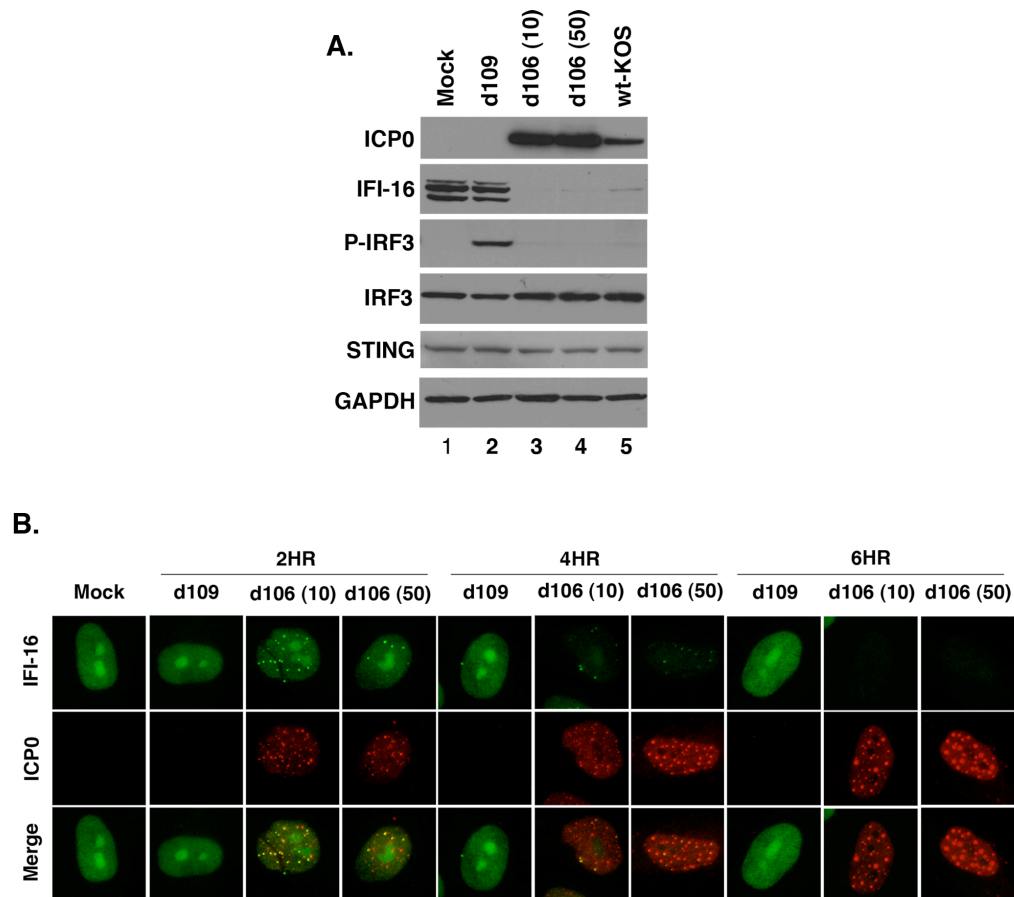 A.
Mock
d109
d106 (10)
d106 (50)
wt-KOS
ICP0
IFI-16
P-IRF3
IRF3
STING
GAPDH
1 2 3 4 5
B.
2HR 4HR 6HR
Mock d109 d106 (10) d106 (50) d109 d106 (10) d106 (50) d109 d106 (10) d106 (50)
IFI-16
ICP0
Merge